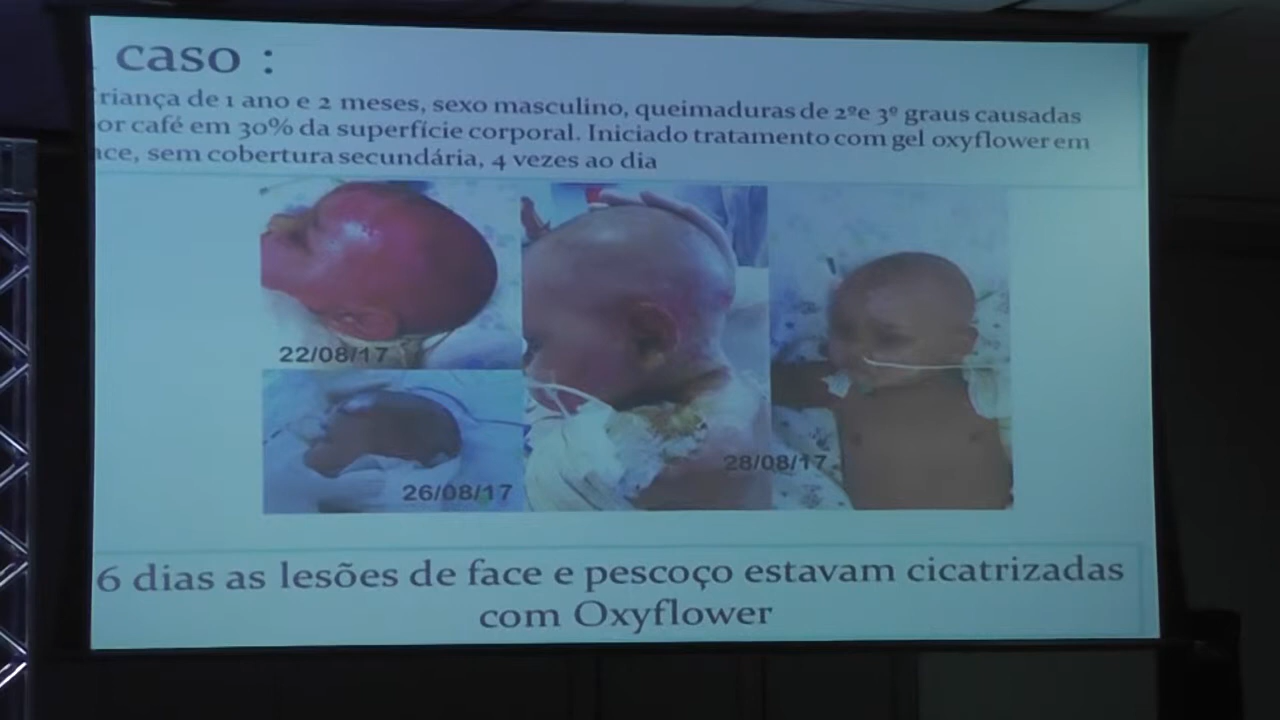 caso :
riança de 1 ano e 2 meses, sexo masculino, queimaduras de 2ºe 3º graus causadas
or café em 30% da superfície corporal. Iniciado tratamento com gel oxyflower em
ace, sem cobertura secundária, 4 vezes ao dia
22/08/17
26/08/17
28/08/17
6 dias as lesões de face e pescoço estavam cicatrizadas
com Oxyflower